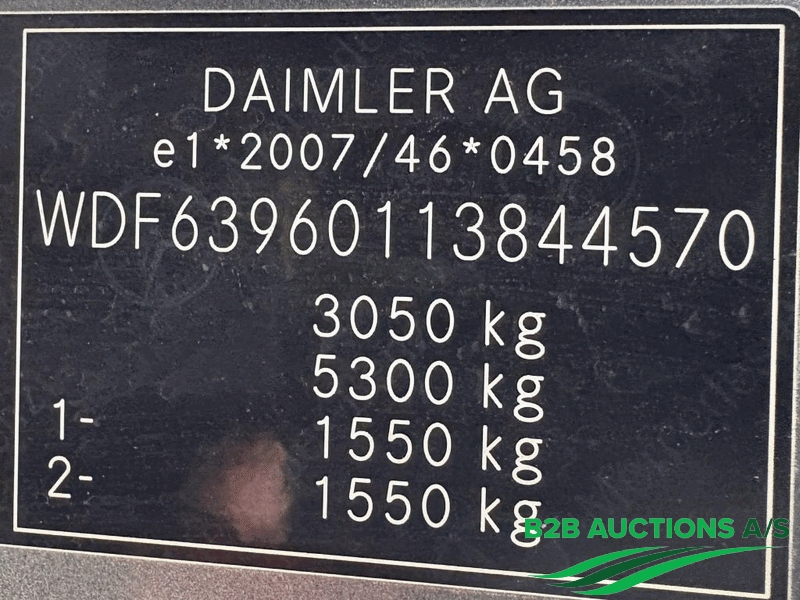 DAIMLER AG
e1*2007/46*0458
WDF63960113844570
3050 kg
5300 kg
1- 1550 kg
2- 1550 kg
B2B AUCTIONS A/S